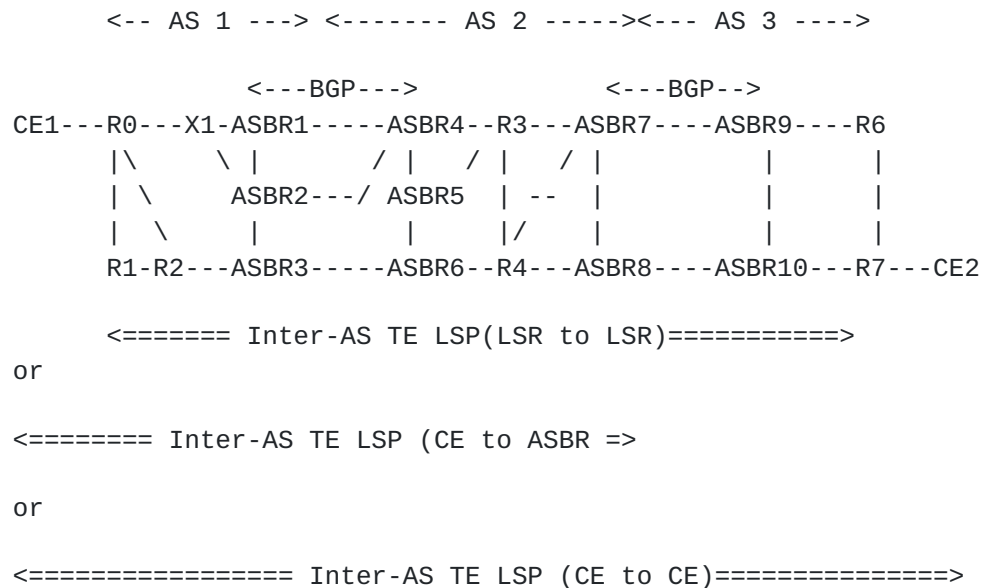 <-- AS 1 ---> <------- AS 2 -----><--- AS 3 ---->
<---BGP---> <---BGP-->
CE1---R0---X1-ASBR1-----ASBR4--R3---ASBR7----ASBR9----R6
|\ \ | / | / | / | | |
| \ ASBR2---/ ASBR5 | -- | | |
| \ | | |/ | | |
R1-R2---ASBR3-----ASBR6--R4---ASBR8----ASBR10---R7---CE2
<======= Inter-AS TE LSP(LSR to LSR)===========>
or
<======== Inter-AS TE LSP (CE to ASBR =>
or
<================= Inter-AS TE LSP (CE to CE)===============>